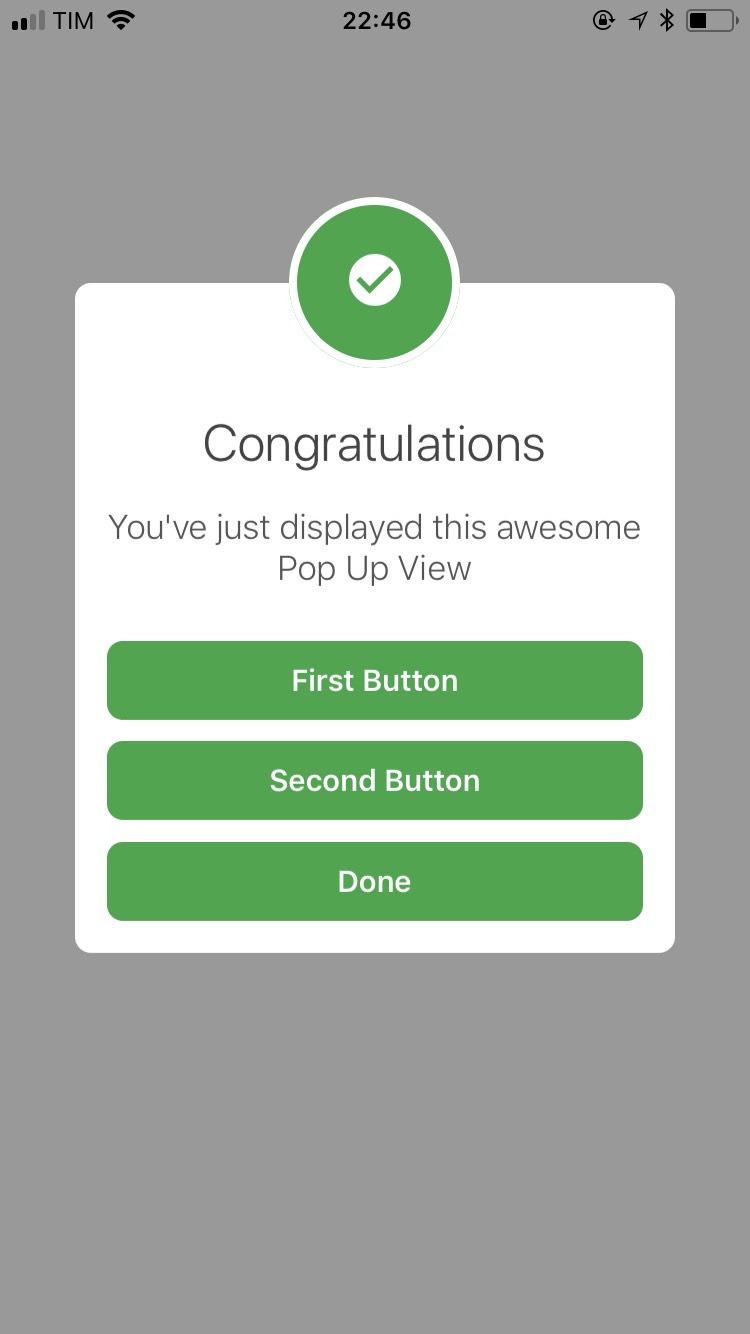 TIM 22:46
Congratulations
You've just displayed this awesome
Pop Up View
First Button
Second Button
Done